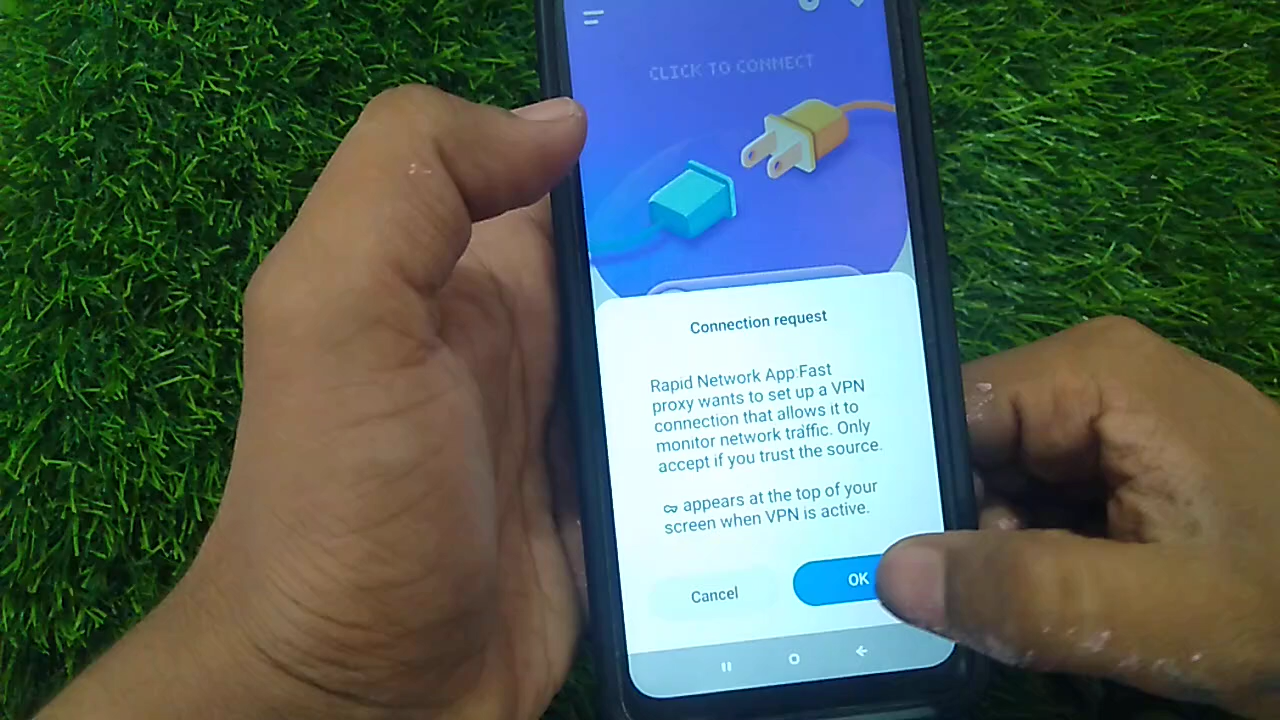 CLICK TO CONNECT
Connection request
Rapid Network App:Fast
proxy wants to set up a VPN
connection that allows it to
monitor network traffic. Only
accept if you trust the source.
appears at the top of your
screen when VPN is active.
Cancel
OK